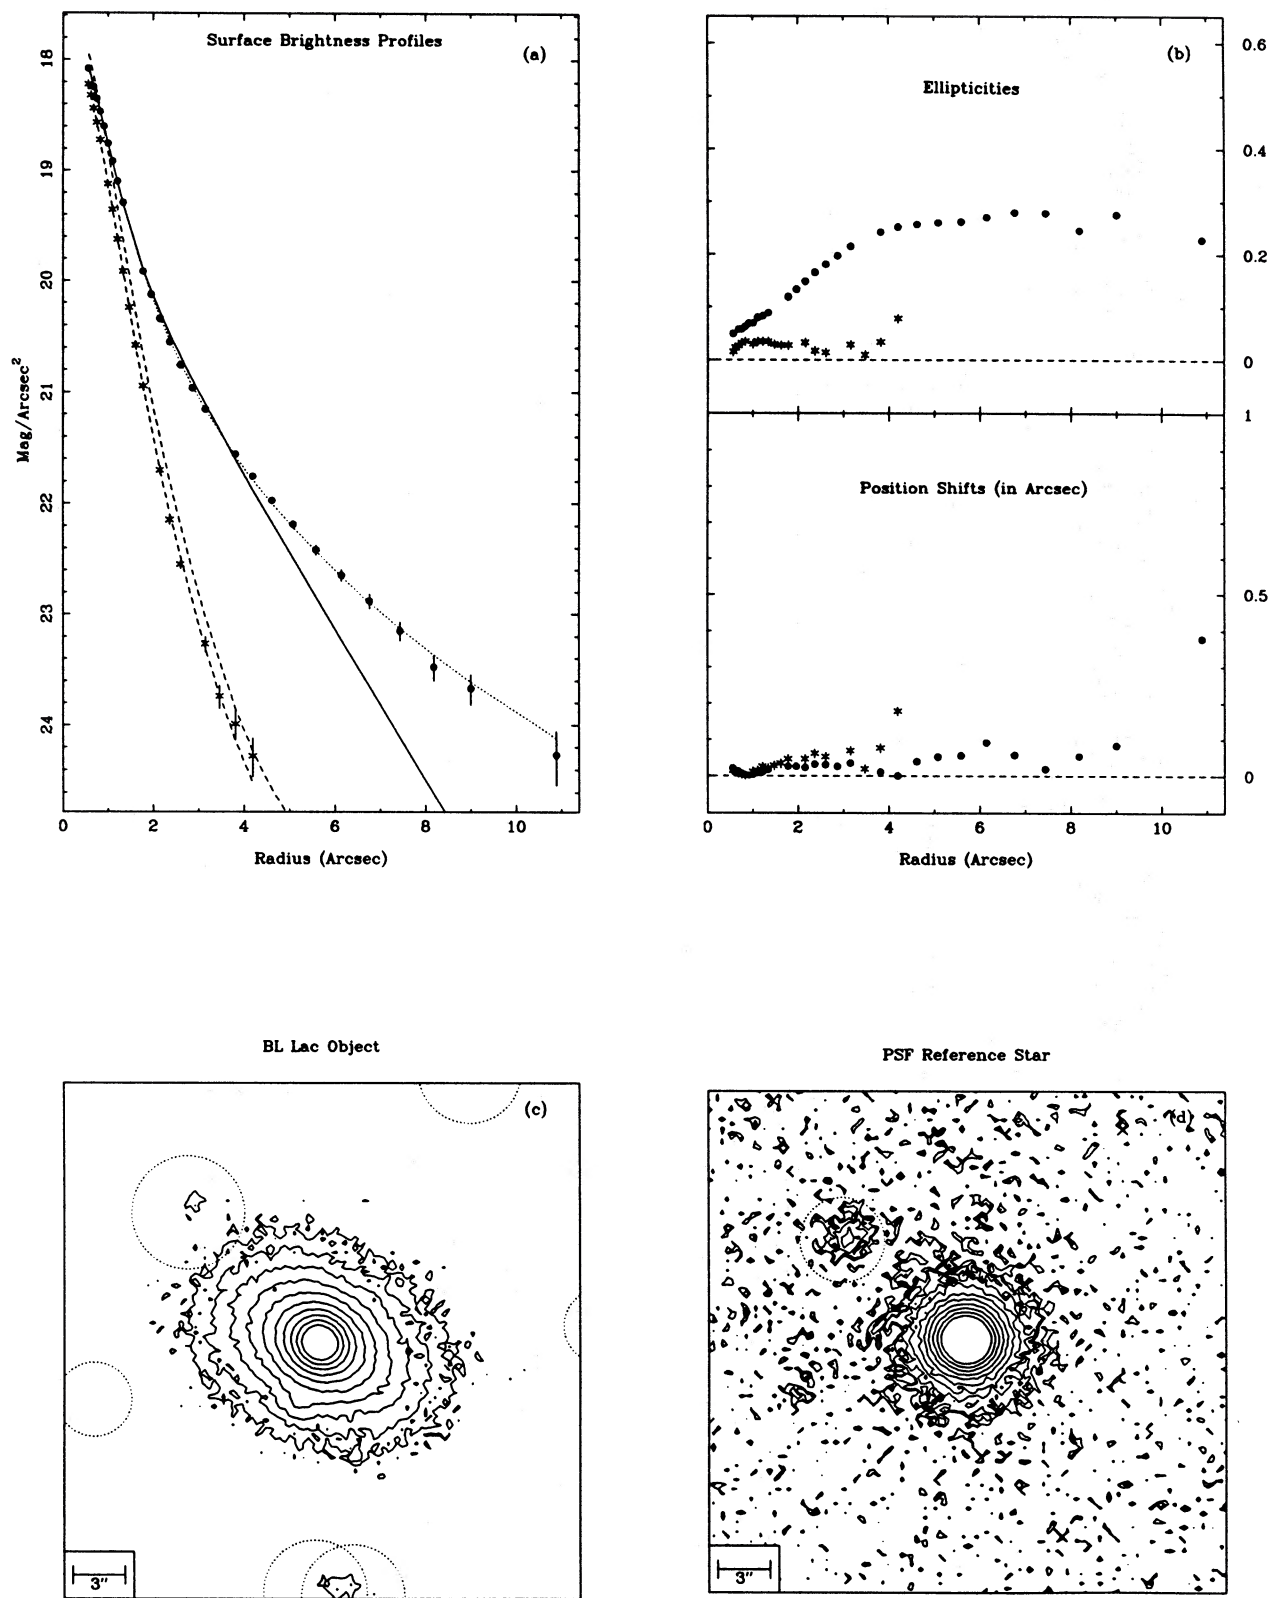 Surface Brightness Profiles
(a)
18
19
20
21
22
23
24
Mag/Arcsec²
0 2 4 6 8 10
Radius (Arcsec)
(b)
Ellipticities
0.6
0.4
0.2
0
1
Position Shifts (in Arcsec)
0.5
0
0 2 4 6 8 10
Radius (Arcsec)
BL Lac Object
(c)
3"
PSF Reference Star
(d)
3"